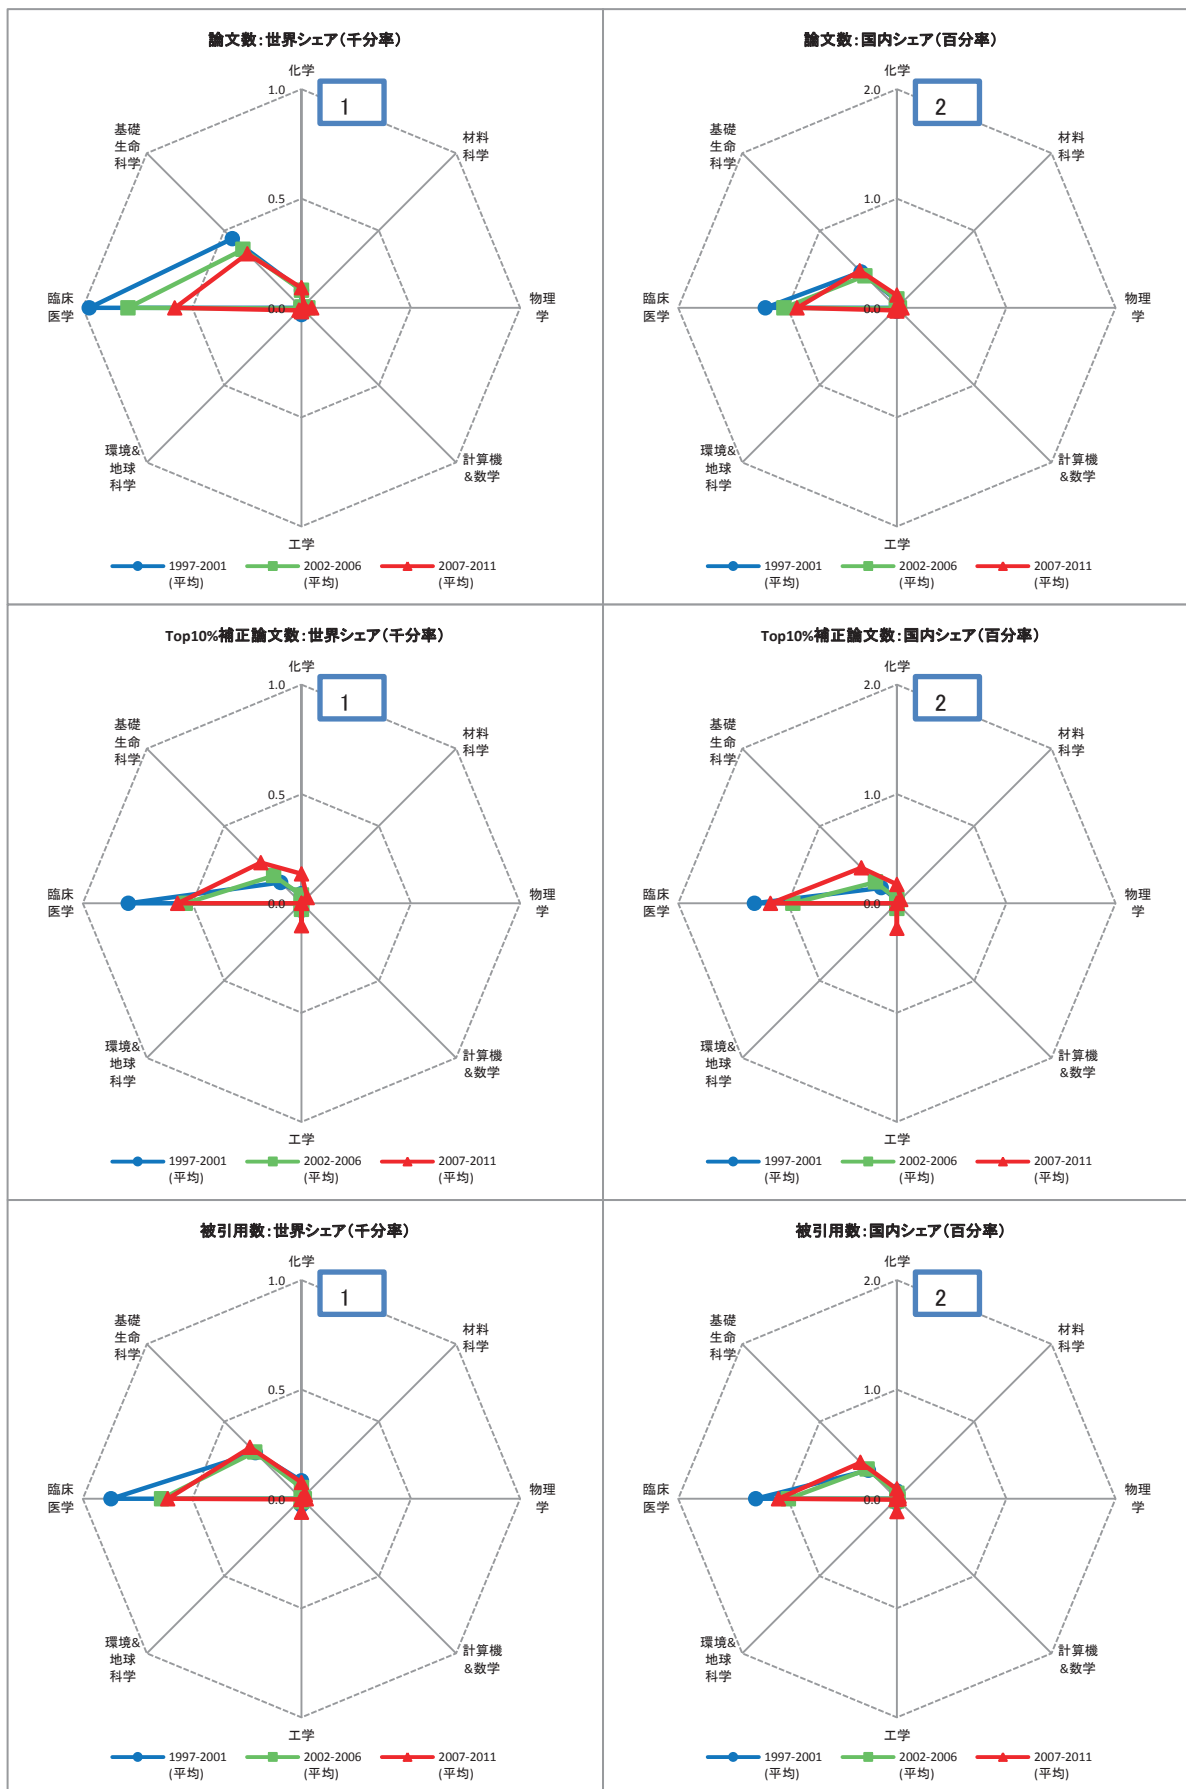 論文数:世界シェア(千分率)
化学
1.0
1
基礎
生命
科学
材料
科学
0.5
臨床
医学
0.0
物理
学
環境&
地球
科学
計算機
&数学
工学
1997-2001
(平均)
2002-2006
(平均)
2007-2011
(平均)
論文数:国内シェア(百分率)
化学
2.0
2
基礎
生命
科学
材料
科学
1.0
臨床
医学
0.0
物理
学
環境&
地球
科学
計算機
&数学
工学
1997-2001
(平均)
2002-2006
(平均)
2007-2011
(平均)
Top10%補正論文数:世界シェア(千分率)
化学
1.0
1
基礎
生命
科学
材料
科学
0.5
臨床
医学
0.0
物理
学
環境&
地球
科学
計算機
&数学
工学
1997-2001
(平均)
2002-2006
(平均)
2007-2011
(平均)
Top10%補正論文数:国内シェア(百分率)
化学
2.0
2
基礎
生命
科学
材料
科学
1.0
臨床
医学
0.0
物理
学
環境&
地球
科学
計算機
&数学
工学
1997-2001
(平均)
2002-2006
(平均)
2007-2011
(平均)
被引用数:世界シェア(千分率)
化学
1.0
1
基礎
生命
科学
材料
科学
0.5
臨床
医学
0.0
物理
学
環境&
地球
科学
計算機
&数学
工学
1997-2001
(平均)
2002-2006
(平均)
2007-2011
(平均)
被引用数:国内シェア(百分率)
化学
2.0
2
基礎
生命
科学
材料
科学
1.0
臨床
医学
0.0
物理
学
環境&
地球
科学
計算機
&数学
工学
1997-2001
(平均)
2002-2006
(平均)
2007-2011
(平均)